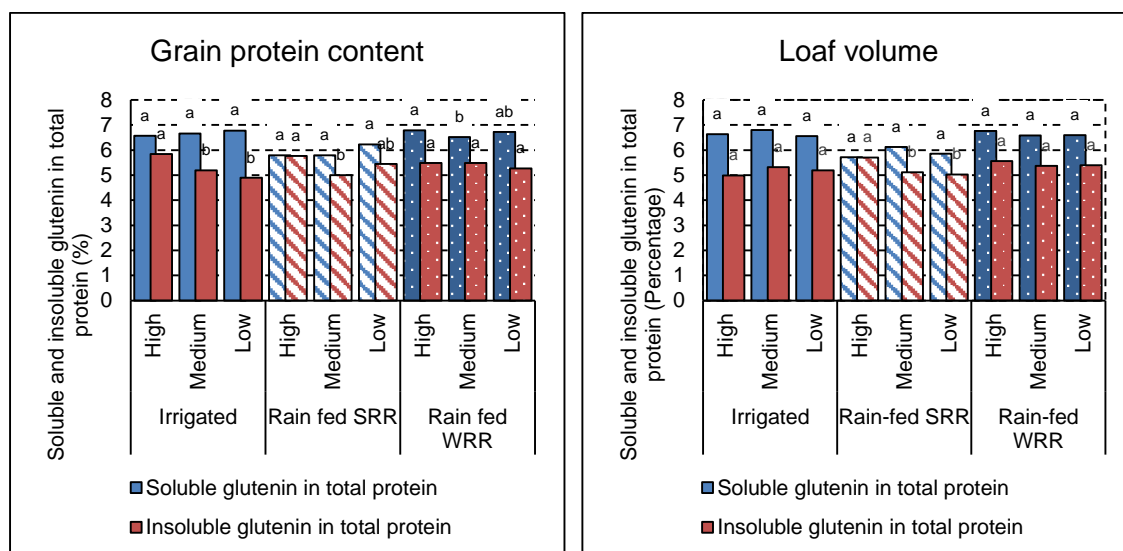 Grain protein content
Soluble and insoluble glutenin in total
protein (%)
8
7
6
5
4
3
2
1
0
a a a b a b
a a a b a ab
a a b a ab a
High Medium Low High Medium Low High Medium Low
Irrigated Rain fed SRR Rain fed
WRR
Soluble glutenin in total protein
Insoluble glutenin in total protein
Loaf volume
Soluble and insoluble glutenin in total
protein (Percentage)
8
7
6
5
4
3
2
1
0
a a a a a a
a a a b a b
a a a a a a
High Medium Low High Medium Low High Medium Low
Irrigated Rain-fed SRR Rain-fed
WRR
Soluble glutenin in total protein
Insoluble glutenin in total protein